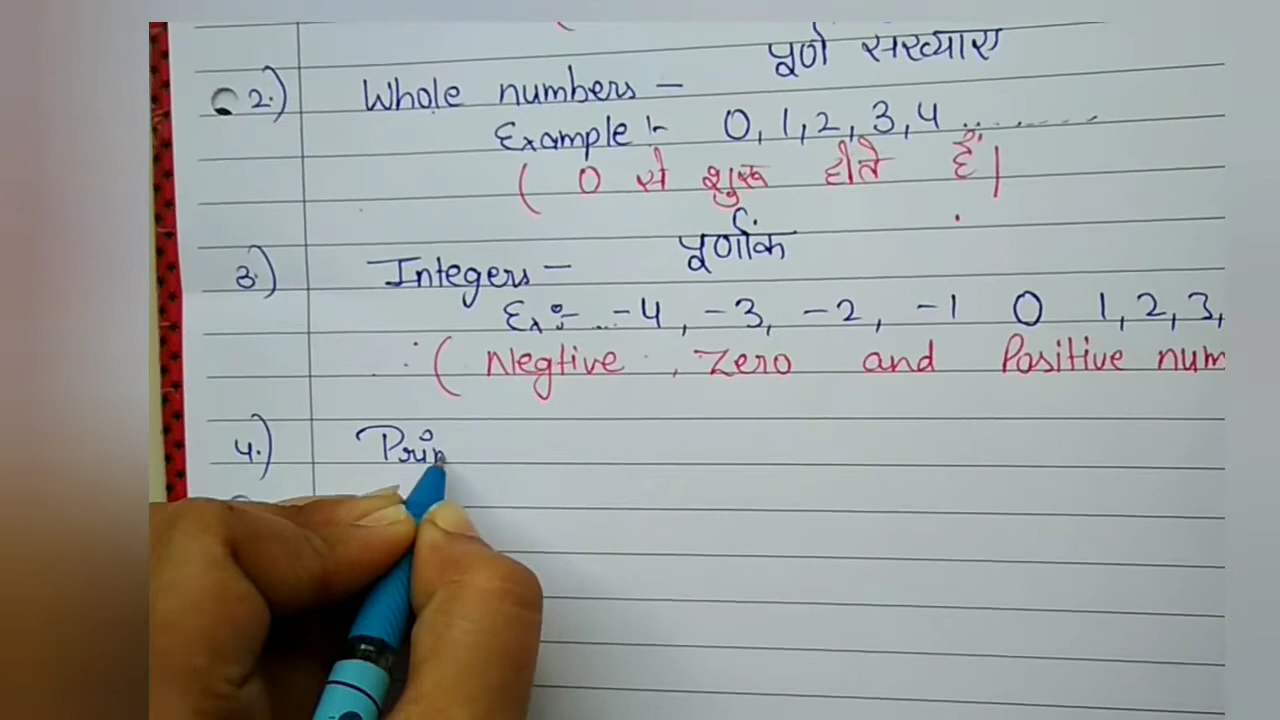 पूर्ण संख्याए
2.) Whole numbers -
Example :- 0, 1, 2, 3, 4 ........
( 0 से शुरू होते हैं|
3.) Integers - पूर्णांक
Ex :- ... -4, -3, -2, -1 0 1, 2, 3,
( Negtive , Zero and Positive num
4.) Prim